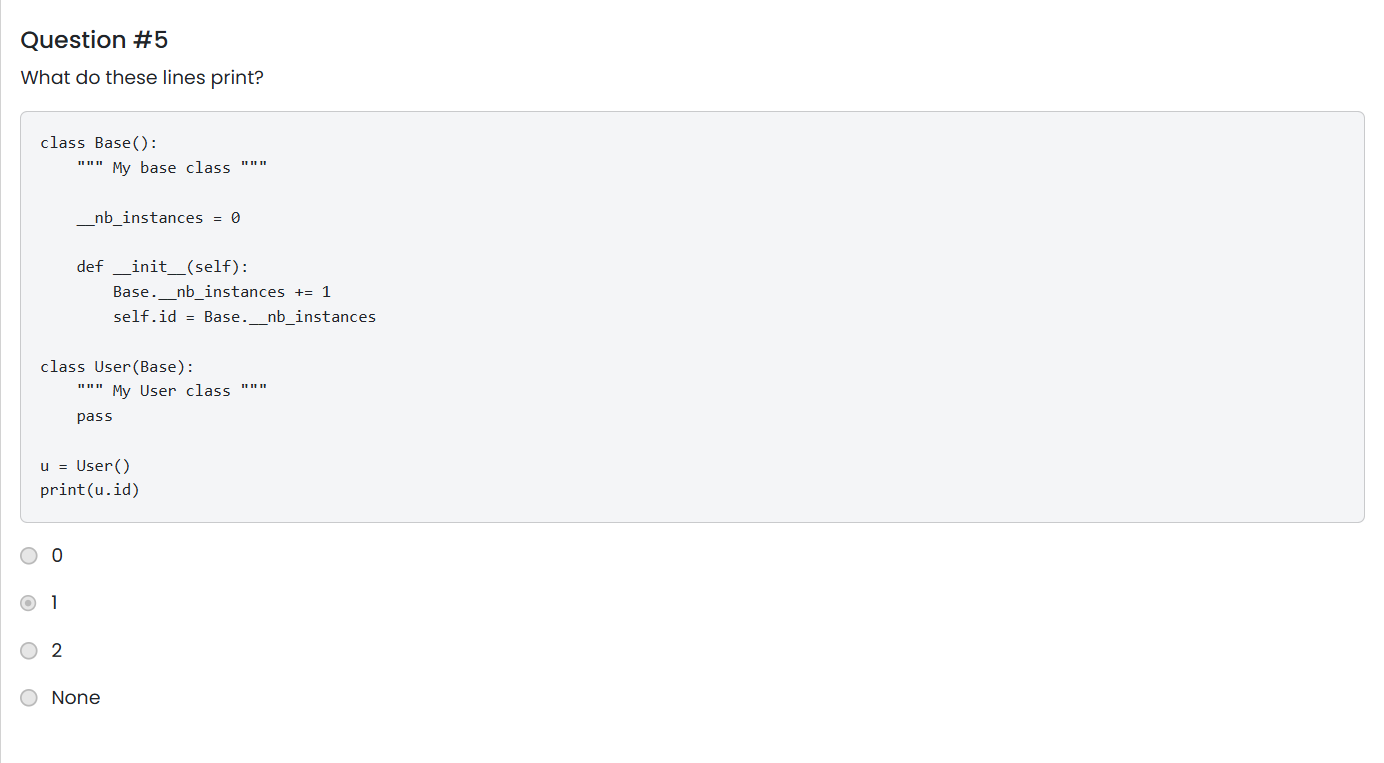 Question #5
What do these lines print?
class Base():
    """ My base class """
    __nb_instances = 0
    def __init__(self):
        Base.__nb_instances += 1
        self.id = Base.__nb_instances
class User(Base):
    """ My User class """
    pass
u = User()
print(u.id)
0
1
2
None